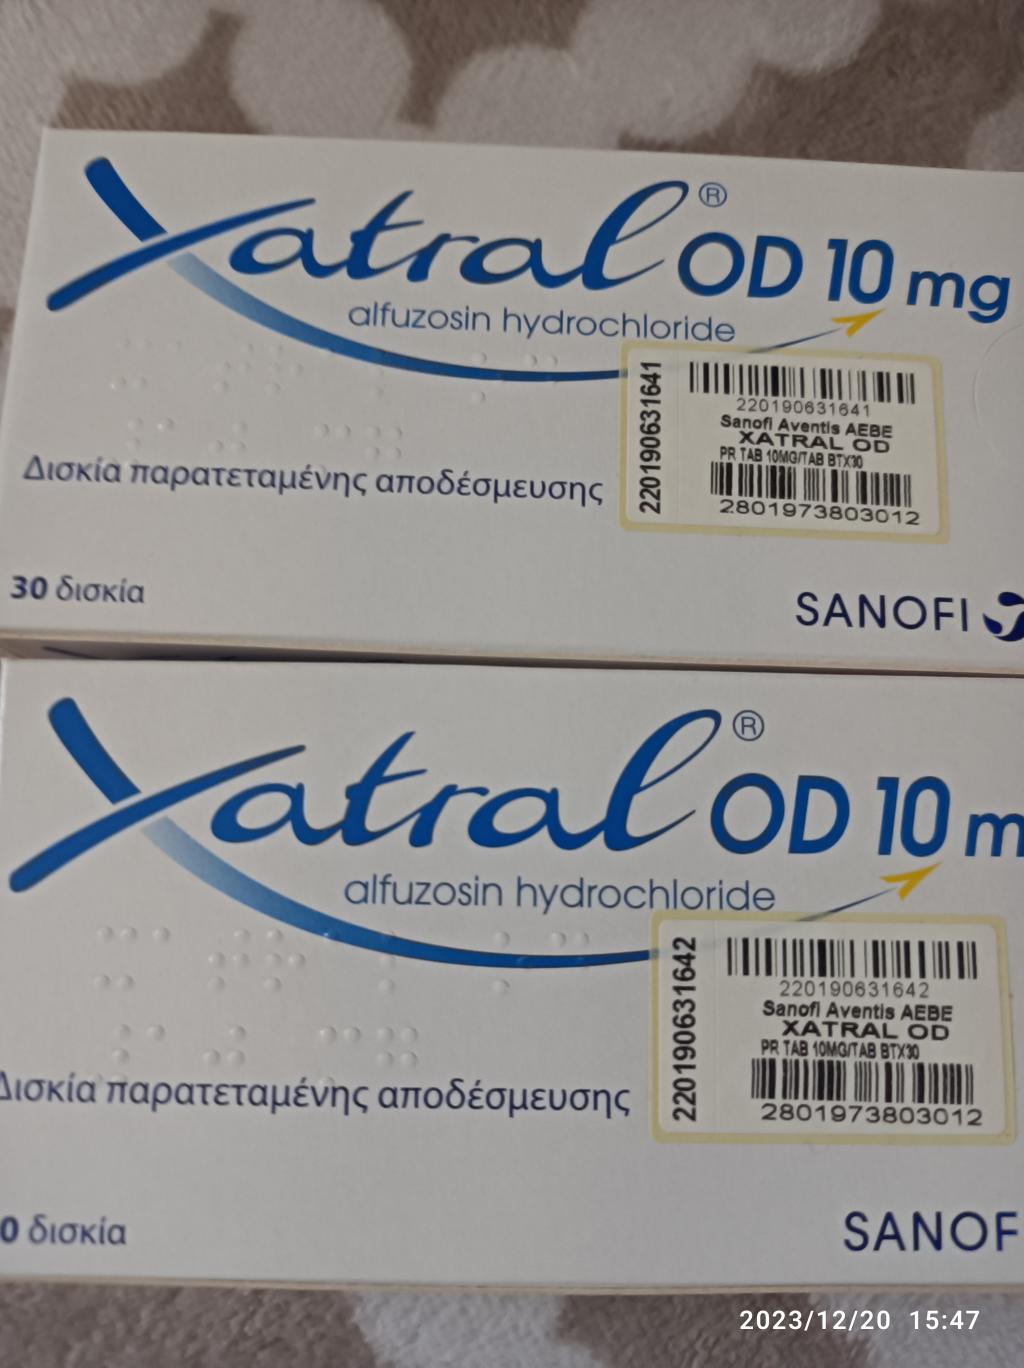 Xatral® OD 10 mg
alfuzosin hydrochloride
220190631641
220190631641
Sanofi Aventis AEBE
XATRAL OD
PR TAB 10MG/TAB BTX30
2801973803012
Δισκία παρατεταμένης αποδέσμευσης
30 δισκία
SANOFI
Xatral® OD 10 m
alfuzosin hydrochloride
220190631642
220190631642
Sanofi Aventis AEBE
XATRAL OD
PR TAB 10MG/TAB BTX30
2801973803012
Δισκία παρατεταμένης αποδέσμευσης
0 δισκία
SANOF
2023/12/20 15:47